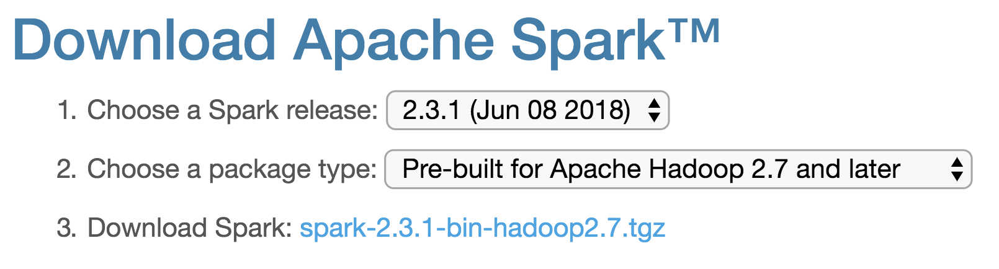 Download Apache Spark™
1. Choose a Spark release: 2.3.1 (Jun 08 2018)
2. Choose a package type: Pre-built for Apache Hadoop 2.7 and later
3. Download Spark: spark-2.3.1-bin-hadoop2.7.tgz